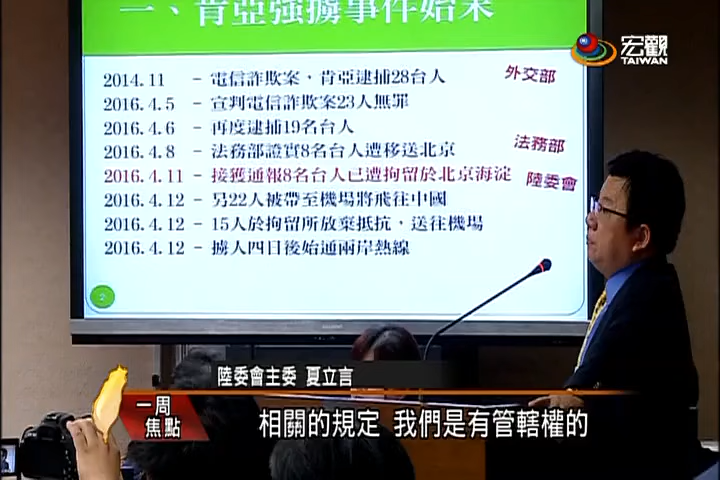 一、肯亞強擄事件始末
宏觀
TAIWAN
2014.11 - 電信詐欺案，肯亞逮捕28台人
外交部
2016.4.5 - 宣判電信詐欺案23人無罪
2016.4.6 - 再度逮捕19名台人
2016.4.8 - 法務部證實8名台人遭移送北京
法務部
2016.4.11 - 接獲通報8名台人已遭拘留於北京海淀
陸委會
2016.4.12 - 另22人被帶至機場將飛往中國
2016.4.12 - 15人於拘留所放棄抵抗，送往機場
2016.4.12 - 擄人四日後始通兩岸熱線
2
陸委會主委 夏立言
一周
焦點
相關的規定 我們是有管轄權的